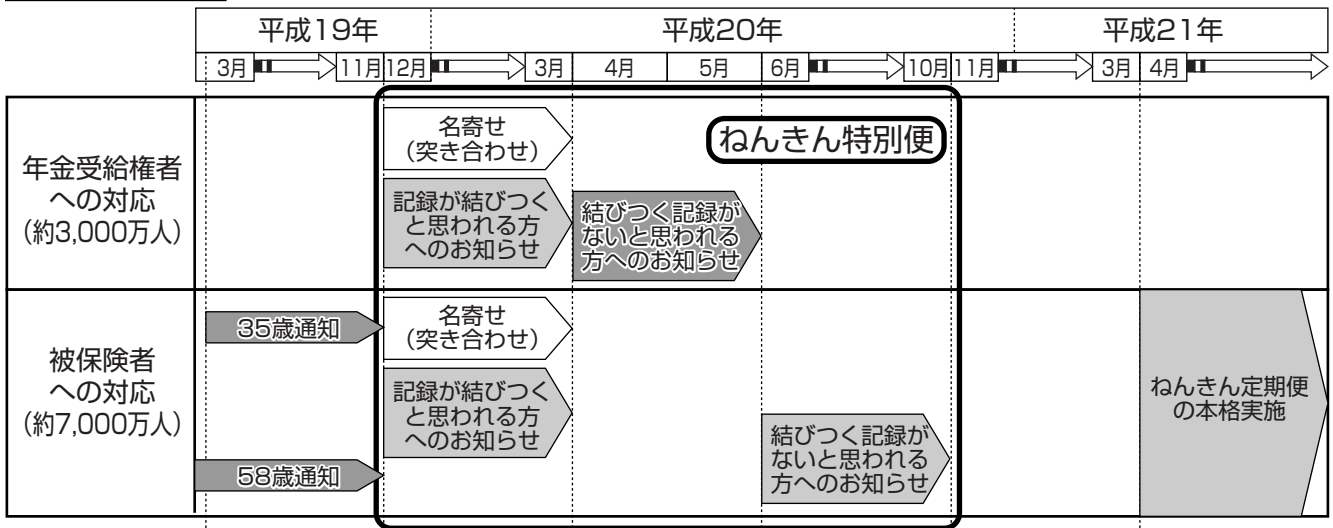 平成19年 平成20年 平成21年
3月 11月 12月 3月 4月 5月 6月 10月 11月 3月 4月
年金受給権者
への対応
(約3,000万人)
名寄せ
(突き合わせ)
記録が結びつく
と思われる方
へのお知らせ
結びつく記録が
ないと思われる
方へのお知らせ
ねんきん特別便
被保険者
への対応
(約7,000万人)
35歳通知
58歳通知
名寄せ
(突き合わせ)
記録が結びつく
と思われる方
へのお知らせ
結びつく記録が
ないと思われる
方へのお知らせ
ねんきん定期便
の本格実施